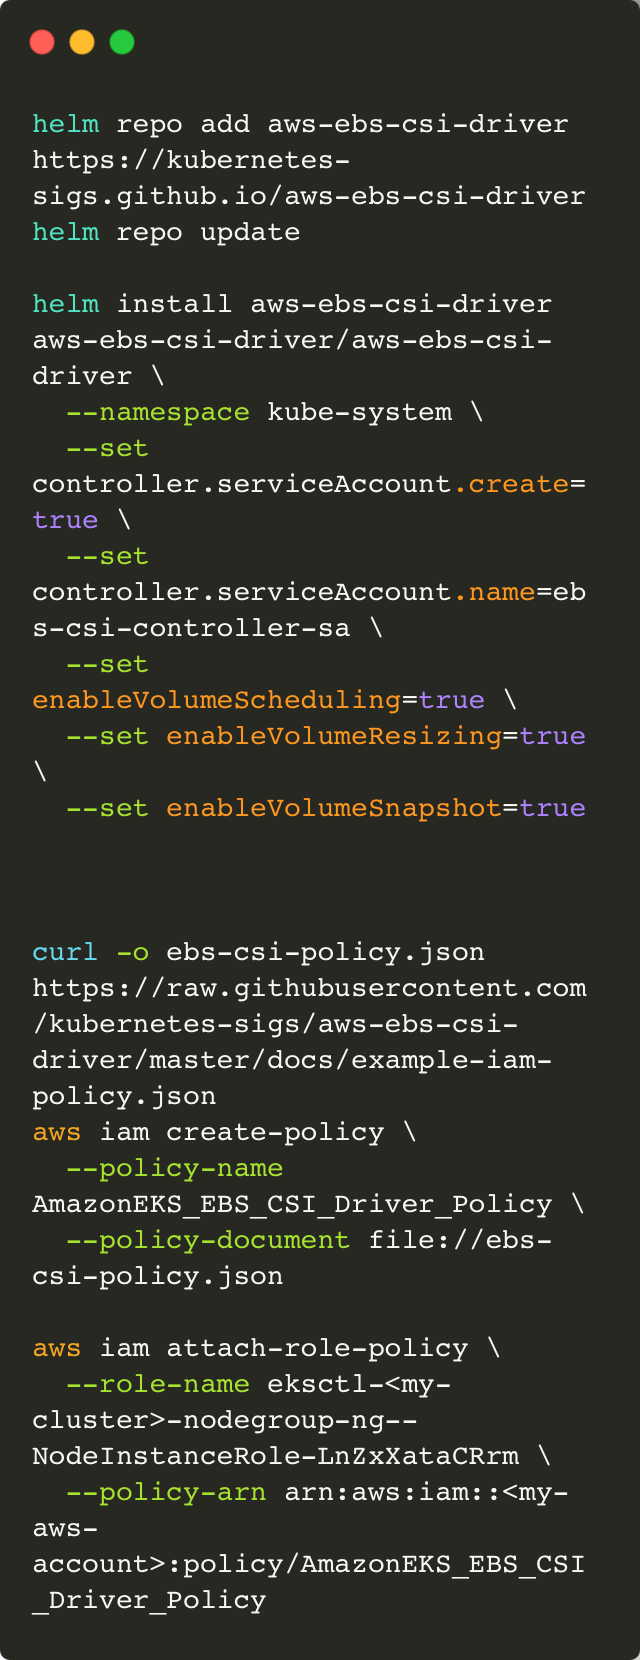 helm repo add aws-ebs-csi-driver
https://kubernetes-
sigs.github.io/aws-ebs-csi-driver
helm repo update
helm install aws-ebs-csi-driver
aws-ebs-csi-driver/aws-ebs-csi-
driver \
--namespace kube-system \
--set
controller.serviceAccount.create=
true \
--set
controller.serviceAccount.name=eb
s-csi-controller-sa \
--set
enableVolumeScheduling=true \
--set enableVolumeResizing=true
\
--set enableVolumeSnapshot=true
curl -o ebs-csi-policy.json
https://raw.githubusercontent.com
/kubernetes-sigs/aws-ebs-csi-
driver/master/docs/example-iam-
policy.json
aws iam create-policy \
--policy-name
AmazonEKS_EBS_CSI_Driver_Policy \
--policy-document file://ebs-
csi-policy.json
aws iam attach-role-policy \
--role-name eksctl-<my-
cluster>-nodegroup-ng--
NodeInstanceRole-LnZxXataCRrm \
--policy-arn arn:aws:iam::<my-
aws-
account>:policy/AmazonEKS_EBS_CSI
_Driver_Policy